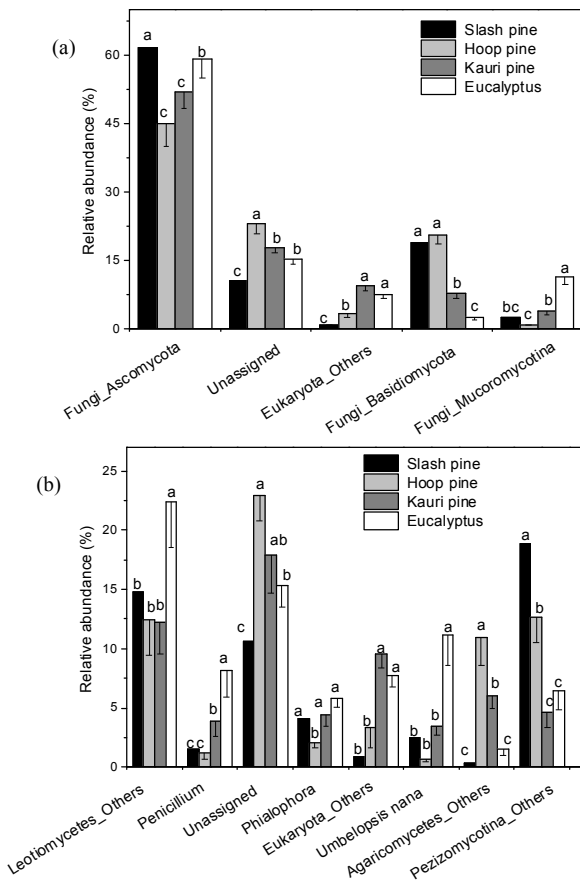 (a)
Slash pine
Hoop pine
Kauri pine
Eucalyptus
Relative abundance (%)
60
45
30
15
0
a
c
c
b
c
a
b
b
c
b
a
a
a
a
b
c
bc
c
b
a
Fungi_Ascomycota
Unassigned
Eukaryota_Others
Fungi_Basidiomycota
Fungi_Mucoromycotina
(b)
Slash pine
Hoop pine
Kauri pine
Eucalyptus
Relative abundance (%)
25
20
15
10
5
0
b
b
b
a
c
c
b
a
c
a
ab
b
a
b
a
a
b
b
a
a
b
b
b
a
c
a
b
c
a
b
c
c
Leotiomycetes_Others
Penicillium
Unassigned
Phialophora
Eukaryota_Others
Umbelopsis nana
Agaricomycetes_Others
Pezizomycotina_Others